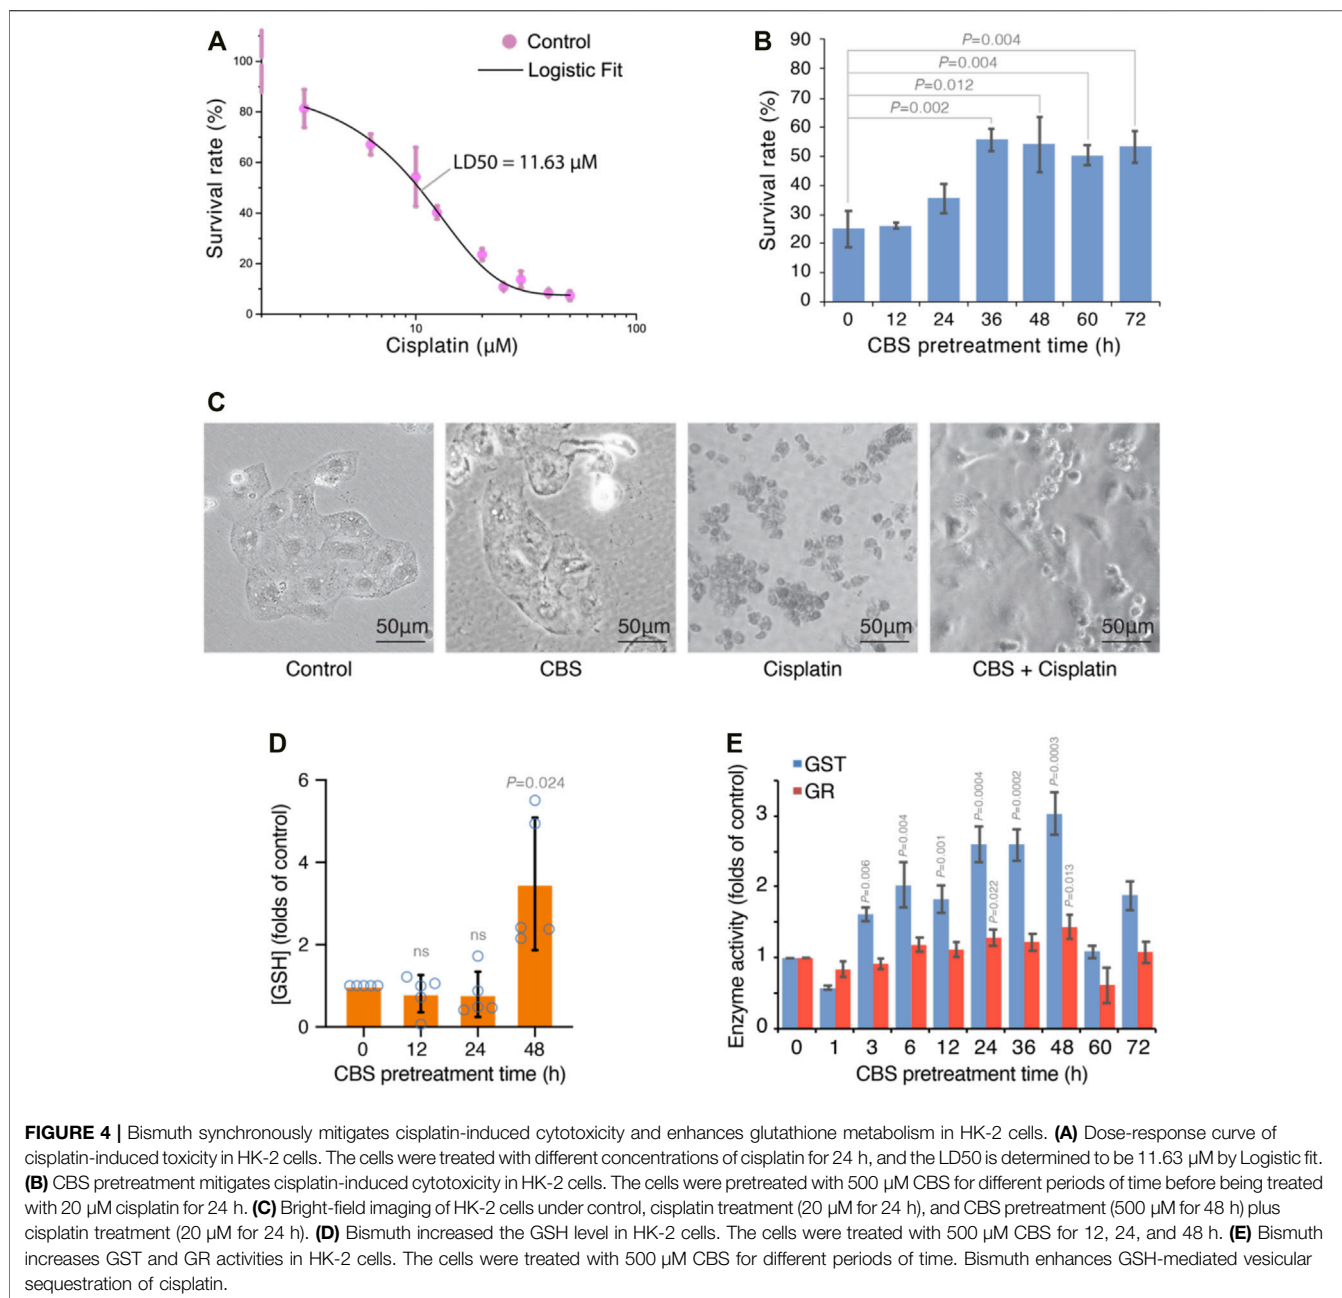 A
Control
Logistic Fit
LD50 = 11.63 µM
Survival rate (%)
100
80
60
40
20
0
10
100
Cisplatin (µM)
B
P=0.004
P=0.004
P=0.012
P=0.002
Survival rate (%)
90
80
70
60
50
40
30
20
10
0
0 12 24 36 48 60 72
CBS pretreatment time (h)
C
50µm 50µm 50µm 50µm
Control CBS Cisplatin CBS + Cisplatin
D
P=0.024
ns
ns
[GSH] (folds of control)
6
4
2
0
0 12 24 48
CBS pretreatment time (h)
E
GST
GR
P=0.006
P=0.004
P=0.001
P=0.0004
P=0.022
P=0.0002
P=0.0003
P=0.013
Enzyme activity (folds of control)
3
2
1
0
0 1 3 6 12 24 36 48 60 72
CBS pretreatment time (h)
FIGURE 4 | Bismuth synchronously mitigates cisplatin-induced cytotoxicity and enhances glutathione metabolism in HK-2 cells. (A) Dose-response curve of
cisplatin-induced toxicity in HK-2 cells. The cells were treated with different concentrations of cisplatin for 24 h, and the LD50 is determined to be 11.63 µM by Logistic fit.
(B) CBS pretreatment mitigates cisplatin-induced cytotoxicity in HK-2 cells. The cells were pretreated with 500 µM CBS for different periods of time before being treated
with 20 µM cisplatin for 24 h. (C) Bright-field imaging of HK-2 cells under control, cisplatin treatment (20 µM for 24 h), and CBS pretreatment (500 µM for 48 h) plus
cisplatin treatment (20 µM for 24 h). (D) Bismuth increased the GSH level in HK-2 cells. The cells were treated with 500 µM CBS for 12, 24, and 48 h. (E) Bismuth
increases GST and GR activities in HK-2 cells. The cells were treated with 500 µM CBS for different periods of time. Bismuth enhances GSH-mediated vesicular
sequestration of cisplatin.